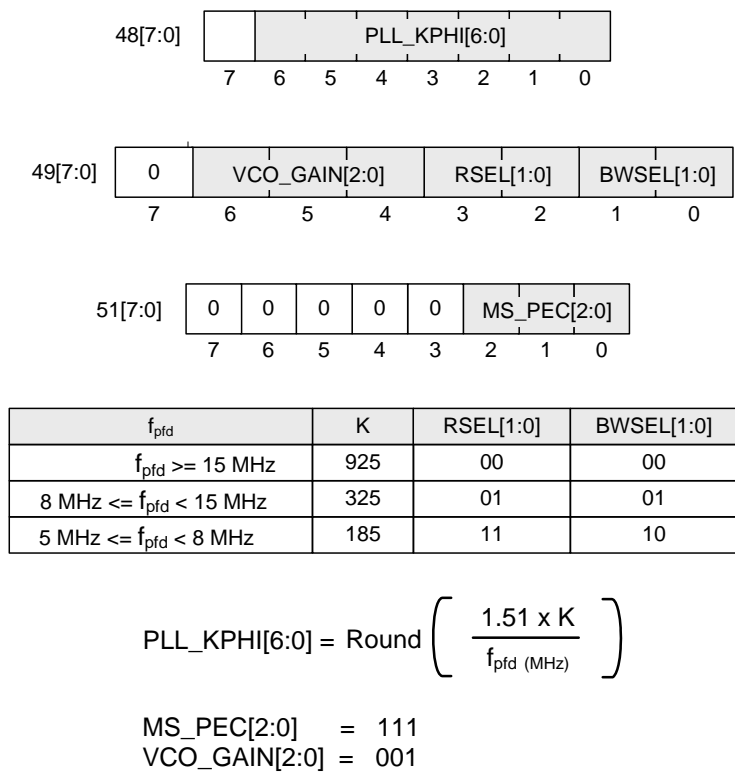 48[7:0] PLL_KPHI[6:0]
7 6 5 4 3 2 1 0
49[7:0] 0 VCO_GAIN[2:0] RSEL[1:0] BWSEL[1:0]
7 6 5 4 3 2 1 0
51[7:0] 0 0 0 0 0 MS_PEC[2:0]
7 6 5 4 3 2 1 0
fpfd K RSEL[1:0] BWSEL[1:0]
fpfd >= 15 MHz 925 00 00
8 MHz <= fpfd < 15 MHz 325 01 01
5 MHz <= fpfd < 8 MHz 185 11 10
PLL_KPHI[6:0] = Round ( 1.51 x K
fpfd (MHz) )
MS_PEC[2:0] = 111
VCO_GAIN[2:0] = 001